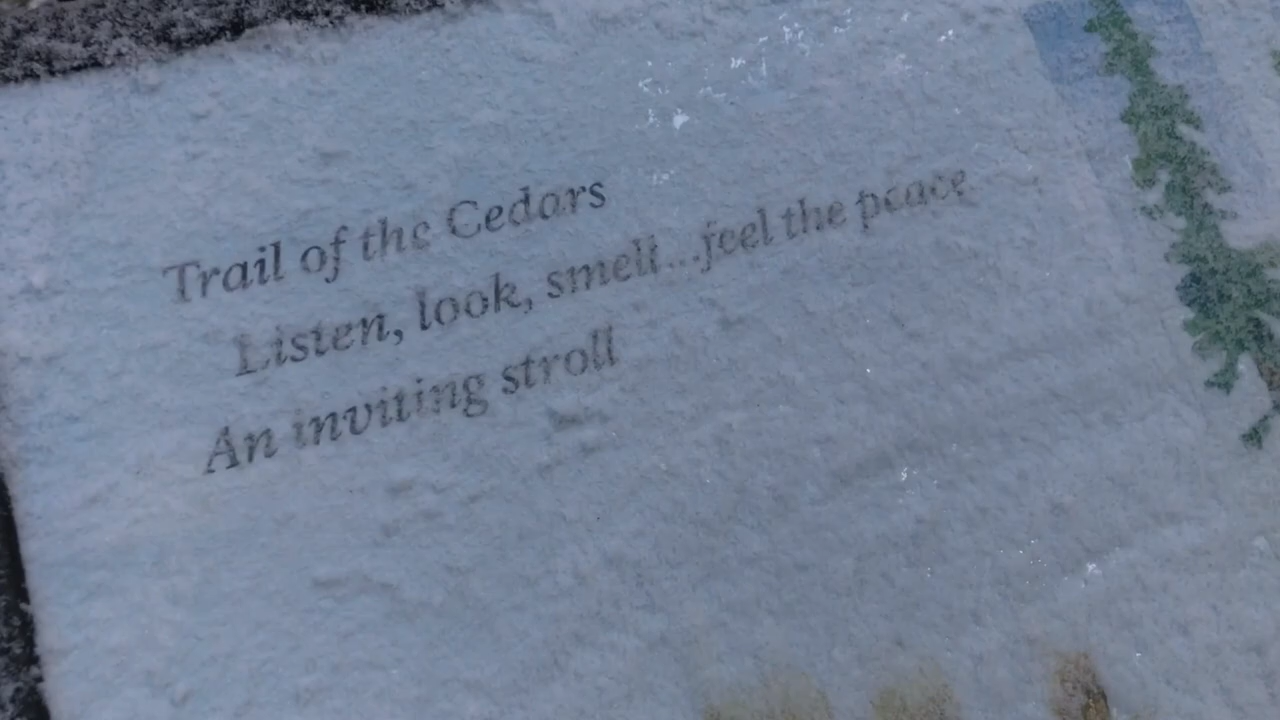 Trail of the Cedars
Listen, look, smell...feel the peace
An inviting stroll